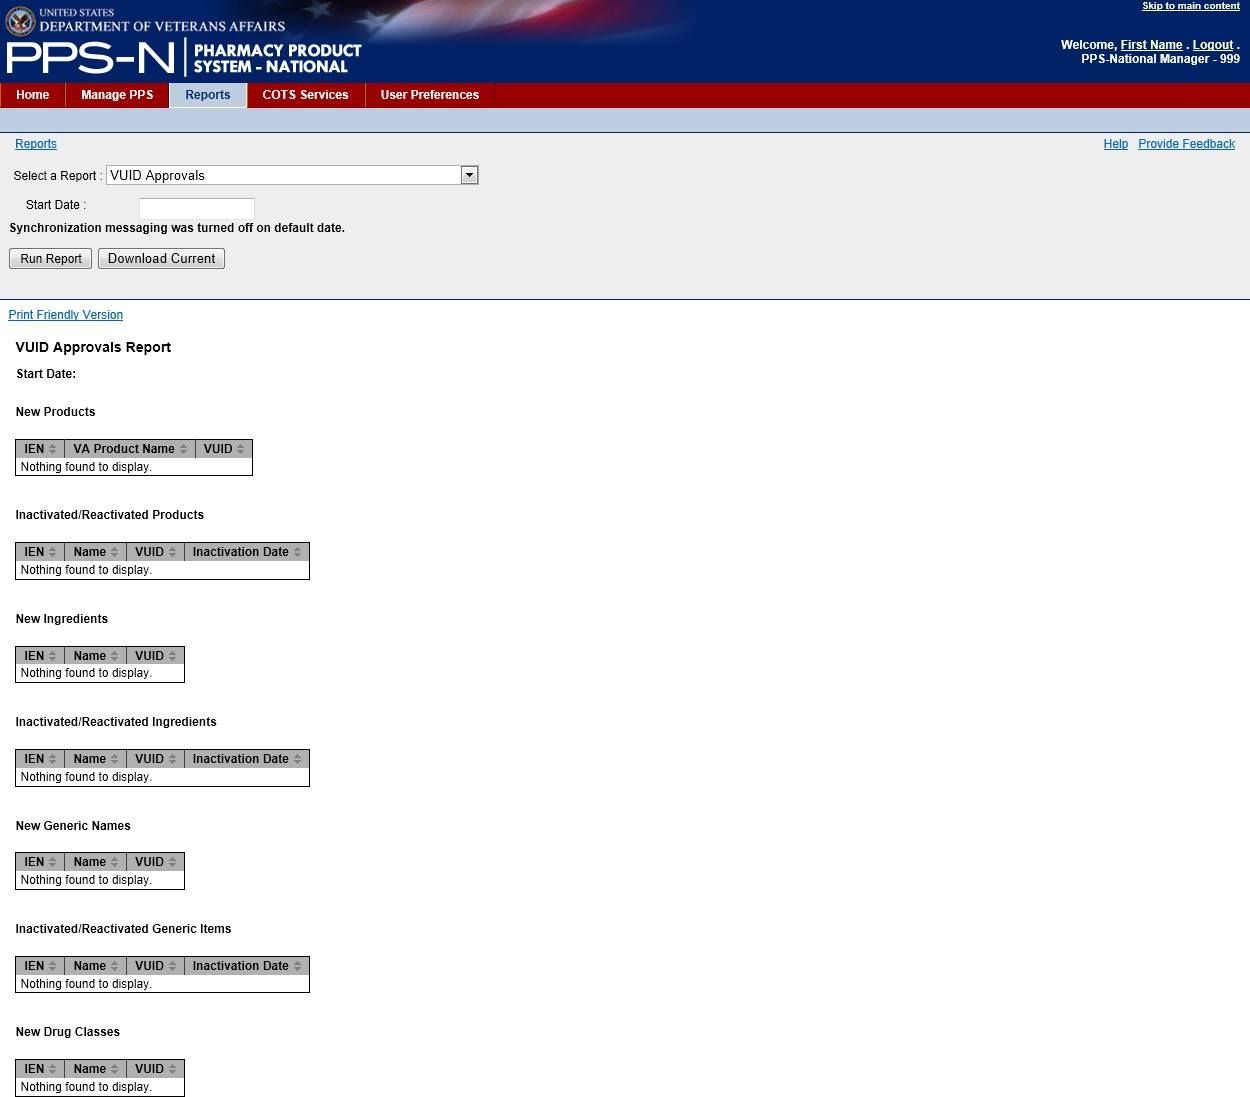 Skip to main content
UNITED STATES
DEPARTMENT OF VETERANS AFFAIRS
PPS-N | PHARMACY PRODUCT
SYSTEM - NATIONAL
Welcome, First Name . Logout .
PPS-National Manager - 999
Home Manage PPS Reports COTS Services User Preferences
Reports Help Provide Feedback
Select a Report : VUID Approvals
Start Date :
Synchronization messaging was turned off on default date.
Run Report Download Current
Print Friendly Version
VUID Approvals Report
Start Date:
New Products
IEN VA Product Name VUID
Nothing found to display.
Inactivated/Reactivated Products
IEN Name VUID Inactivation Date
Nothing found to display.
New Ingredients
IEN Name VUID
Nothing found to display.
Inactivated/Reactivated Ingredients
IEN Name VUID Inactivation Date
Nothing found to display.
New Generic Names
IEN Name VUID
Nothing found to display.
Inactivated/Reactivated Generic Items
IEN Name VUID Inactivation Date
Nothing found to display.
New Drug Classes
IEN Name VUID
Nothing found to display.